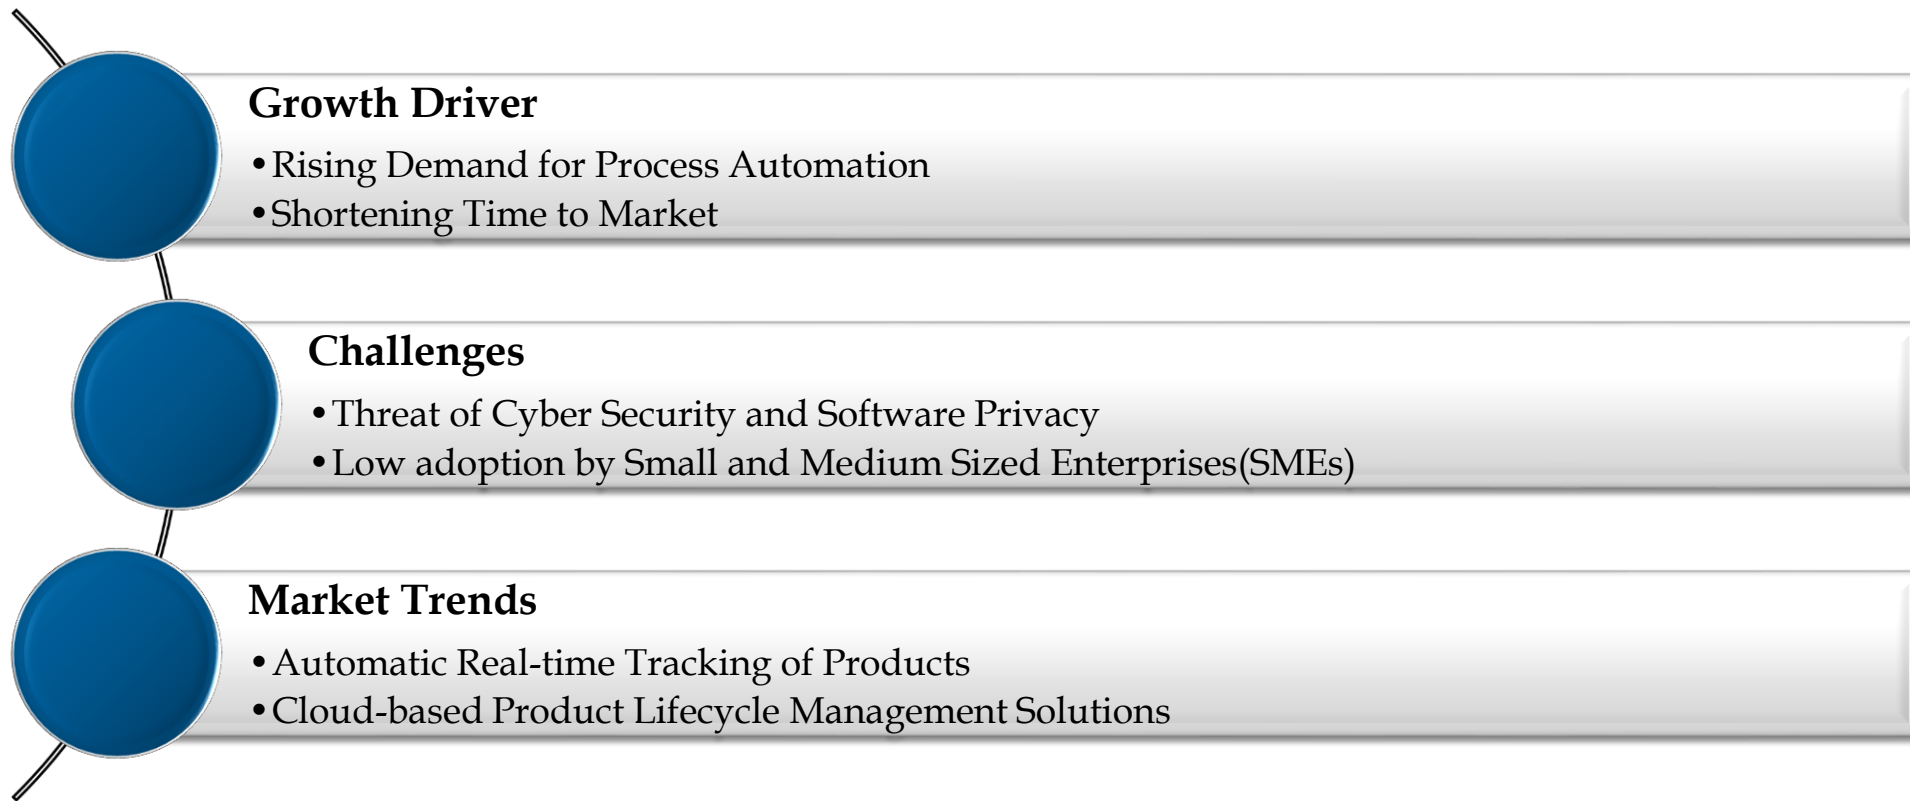 Growth Driver
•Rising Demand for Process Automation
•Shortening Time to Market
Challenges
•Threat of Cyber Security and Software Privacy
•Low adoption by Small and Medium Sized Enterprises(SMEs)
Market Trends
•Automatic Real-time Tracking of Products
•Cloud-based Product Lifecycle Management Solutions